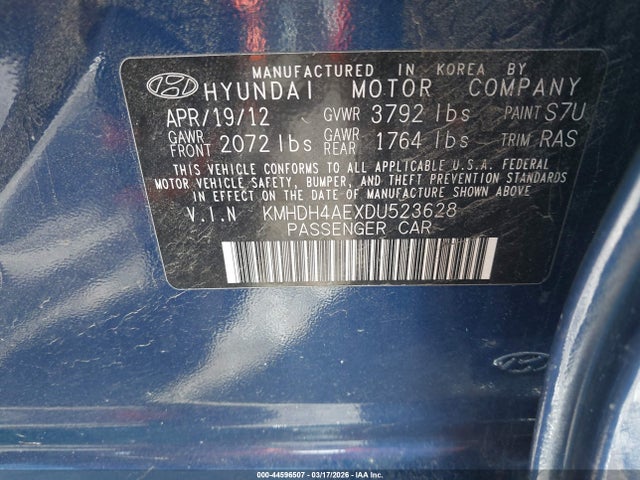 MANUFACTURED IN KOREA BY
HYUNDAI MOTOR COMPANY
APR/19/12 GVWR 3792 lbs PAINT S7U
GAWR FRONT 2072 lbs GAWR REAR 1764 lbs TRIM RAS
THIS VEHICLE CONFORMS TO ALL APPLICABLE U.S.A. FEDERAL
MOTOR VEHICLE SAFETY, BUMPER, AND THEFT PREVENTION STANDARDS
IN EFFECT ON THE DATE OF MANUFACTURE SHOWN ABOVE.
V.I.N KMHDH4AEXDU523628
PASSENGER CAR
000-44596507 - 03/17/2026 - IAAI.COM